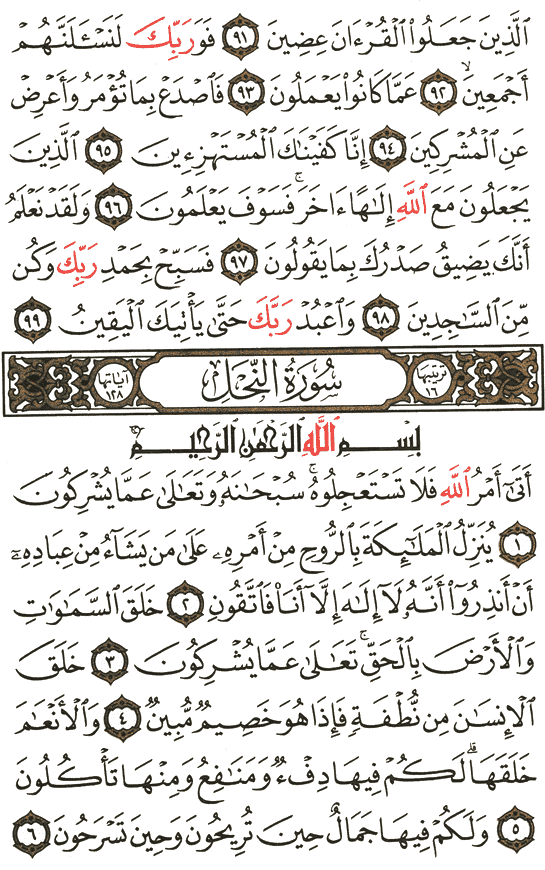 ٱلَّذِينَ جَعَلُوا۟ ٱلْقُرْءَانَ عِضِينَ ٩١ فَوَرَبِّكَ لَنَسْـَٔلَنَّهُمْ
أَجْمَعِينَ ٩٢ عَمَّا كَانُوا۟ يَعْمَلُونَ ٩٣ فَٱصْدَعْ بِمَا تُؤْمَرُ وَأَعْرِضْ
عَنِ ٱلْمُشْرِكِينَ ٩٤ إِنَّا كَفَيْنَـٰكَ ٱلْمُسْتَهْزِءِينَ ٩٥ ٱلَّذِينَ
يَجْعَلُونَ مَعَ ٱللَّهِ إِلَـٰهًا ءَاخَرَ ۚ فَسَوْفَ يَعْلَمُونَ ٩٦ وَلَقَدْ نَعْلَمُ
أَنَّكَ يَضِيقُ صَدْرُكَ بِمَا يَقُولُونَ ٩٧ فَسَبِّحْ بِحَمْدِ رَبِّكَ وَكُن
مِّنَ ٱلسَّـٰجِدِينَ ٩٨ وَٱعْبُدْ رَبَّكَ حَتَّىٰ يَأْتِيَكَ ٱلْيَقِينُ ٩٩
ترتيبها ١٦ سُورَةُ النَّحْلِ آياتها ١٢٨
بِسْمِ ٱللَّهِ ٱلرَّحْمَـٰنِ ٱلرَّحِيمِ
أَتَىٰٓ أَمْرُ ٱللَّهِ فَلَا تَسْتَعْجِلُوهُ ۚ سُبْحَـٰنَهُۥ وَتَعَـٰلَىٰ عَمَّا يُشْرِكُونَ
١ يُنَزِّلُ ٱلْمَلَـٰٓئِكَةَ بِٱلرُّوحِ مِنْ أَمْرِهِۦ عَلَىٰ مَن يَشَآءُ مِنْ عِبَادِهِۦٓ
أَنْ أَنذِرُوٓا۟ أَنَّهُۥ لَآ إِلَـٰهَ إِلَّآ أَنَا۠ فَٱتَّقُونِ ٢ خَلَقَ ٱلسَّمَـٰوَٰتِ
وَٱلْأَرْضَ بِٱلْحَقِّ ۚ تَعَـٰلَىٰ عَمَّا يُشْرِكُونَ ٣ خَلَقَ
ٱلْإِنسَـٰنَ مِن نُّطْفَةٍ فَإِذَا هُوَ خَصِيمٌ مُّبِينٌ ٤ وَٱلْأَنْعَـٰمَ
خَلَقَهَا ۗ لَكُمْ فِيهَا دِفْءٌ وَمَنَـٰفِعُ وَمِنْهَا تَأْكُلُونَ
٥ وَلَكُمْ فِيهَا جَمَالٌ حِينَ تُرِيحُونَ وَحِينَ تَسْرَحُونَ ٦